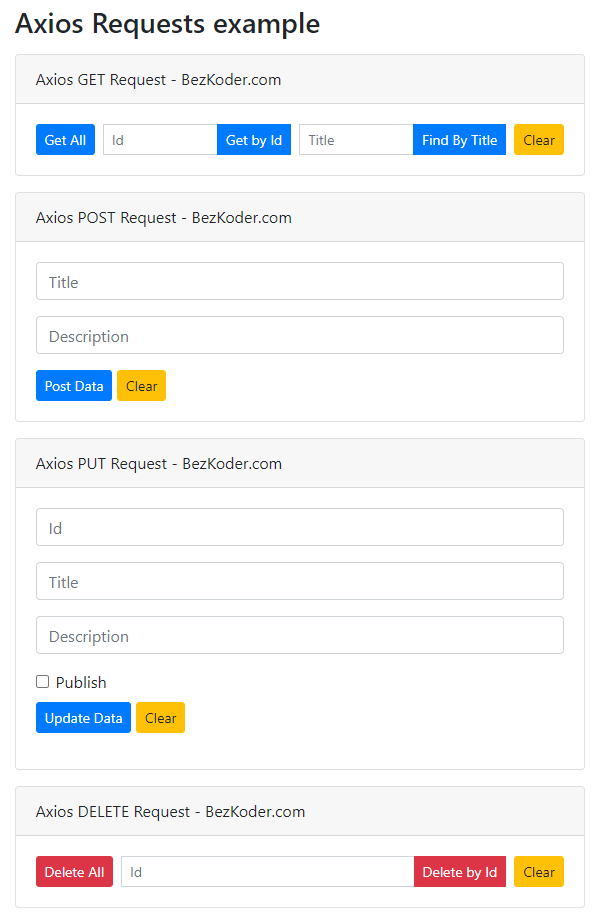 Axios Requests example
Axios GET Request - BezKoder.com
Get All Id Get by Id Title Find By Title Clear
Axios POST Request - BezKoder.com
Title
Description
Post Data Clear
Axios PUT Request - BezKoder.com
Id
Title
Description
Publish
Update Data Clear
Axios DELETE Request - BezKoder.com
Delete All Id Delete by Id Clear